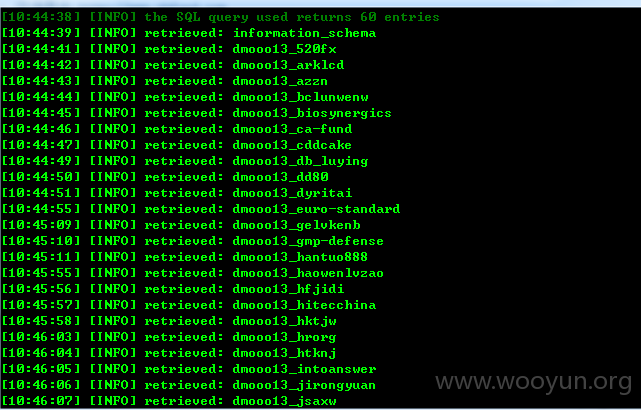 [10:44:38] [INFO] the SQL query used returns 60 entries
[10:44:39] [INFO] retrieved: information_schema
[10:44:41] [INFO] retrieved: dmooo13_520fx
[10:44:42] [INFO] retrieved: dmooo13_arklcd
[10:44:43] [INFO] retrieved: dmooo13_azzn
[10:44:44] [INFO] retrieved: dmooo13_bclunwenw
[10:44:45] [INFO] retrieved: dmooo13_biosynergics
[10:44:46] [INFO] retrieved: dmooo13_ca-fund
[10:44:47] [INFO] retrieved: dmooo13_cddcake
[10:44:49] [INFO] retrieved: dmooo13_db_luying
[10:44:50] [INFO] retrieved: dmooo13_dd80
[10:44:51] [INFO] retrieved: dmooo13_dyritai
[10:44:55] [INFO] retrieved: dmooo13_euro-standard
[10:45:09] [INFO] retrieved: dmooo13_gelvkenb
[10:45:10] [INFO] retrieved: dmooo13_gmp-defense
[10:45:11] [INFO] retrieved: dmooo13_hantuo888
[10:45:55] [INFO] retrieved: dmooo13_haowenlvzao
[10:45:56] [INFO] retrieved: dmooo13_hfjidi
[10:45:57] [INFO] retrieved: dmooo13_hitecchina
[10:45:58] [INFO] retrieved: dmooo13_hktjw
[10:46:03] [INFO] retrieved: dmooo13_hrorg
[10:46:04] [INFO] retrieved: dmooo13_htknj
[10:46:05] [INFO] retrieved: dmooo13_intoanswer
[10:46:06] [INFO] retrieved: dmooo13_jirongyuan
[10:46:07] [INFO] retrieved: dmooo13_jsaxw
www.wooyun.org